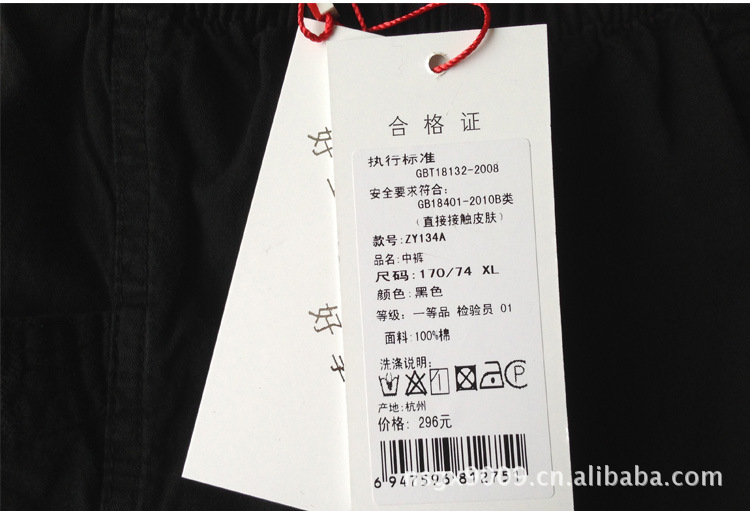 合格证
执行标准
GBT18132-2008
安全要求符合:
GB18401-2010B类
(直接接触皮肤)
款号:ZY134A
品名:中裤
尺码:170/74 XL
颜色:黑色
等级: 一等品 检验员 01
面料:100%棉
洗涤说明:
产地:杭州
价格: 296元
好
好
.cn.alibaba.com